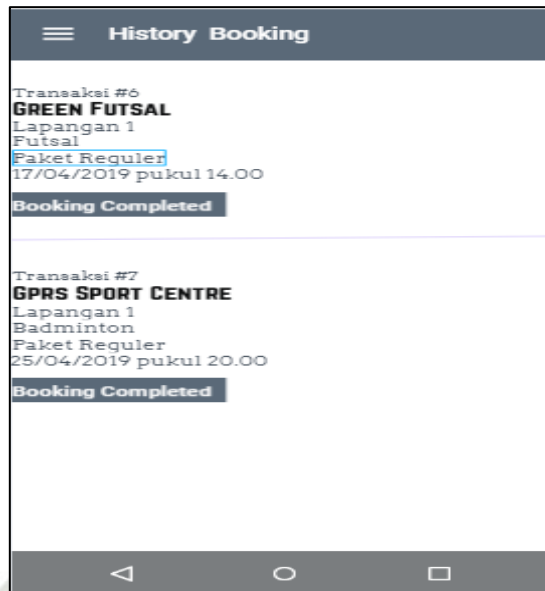 History Booking
Transaksi #6
GREEN FUTSAL
Lapangan 1
Futsal
Paket Reguler
17/04/2019 pukul 14.00
Booking Completed
Transaksi #7
GPRS SPORT CENTRE
Lapangan 1
Badminton
Paket Reguler
25/04/2019 pukul 20.00
Booking Completed